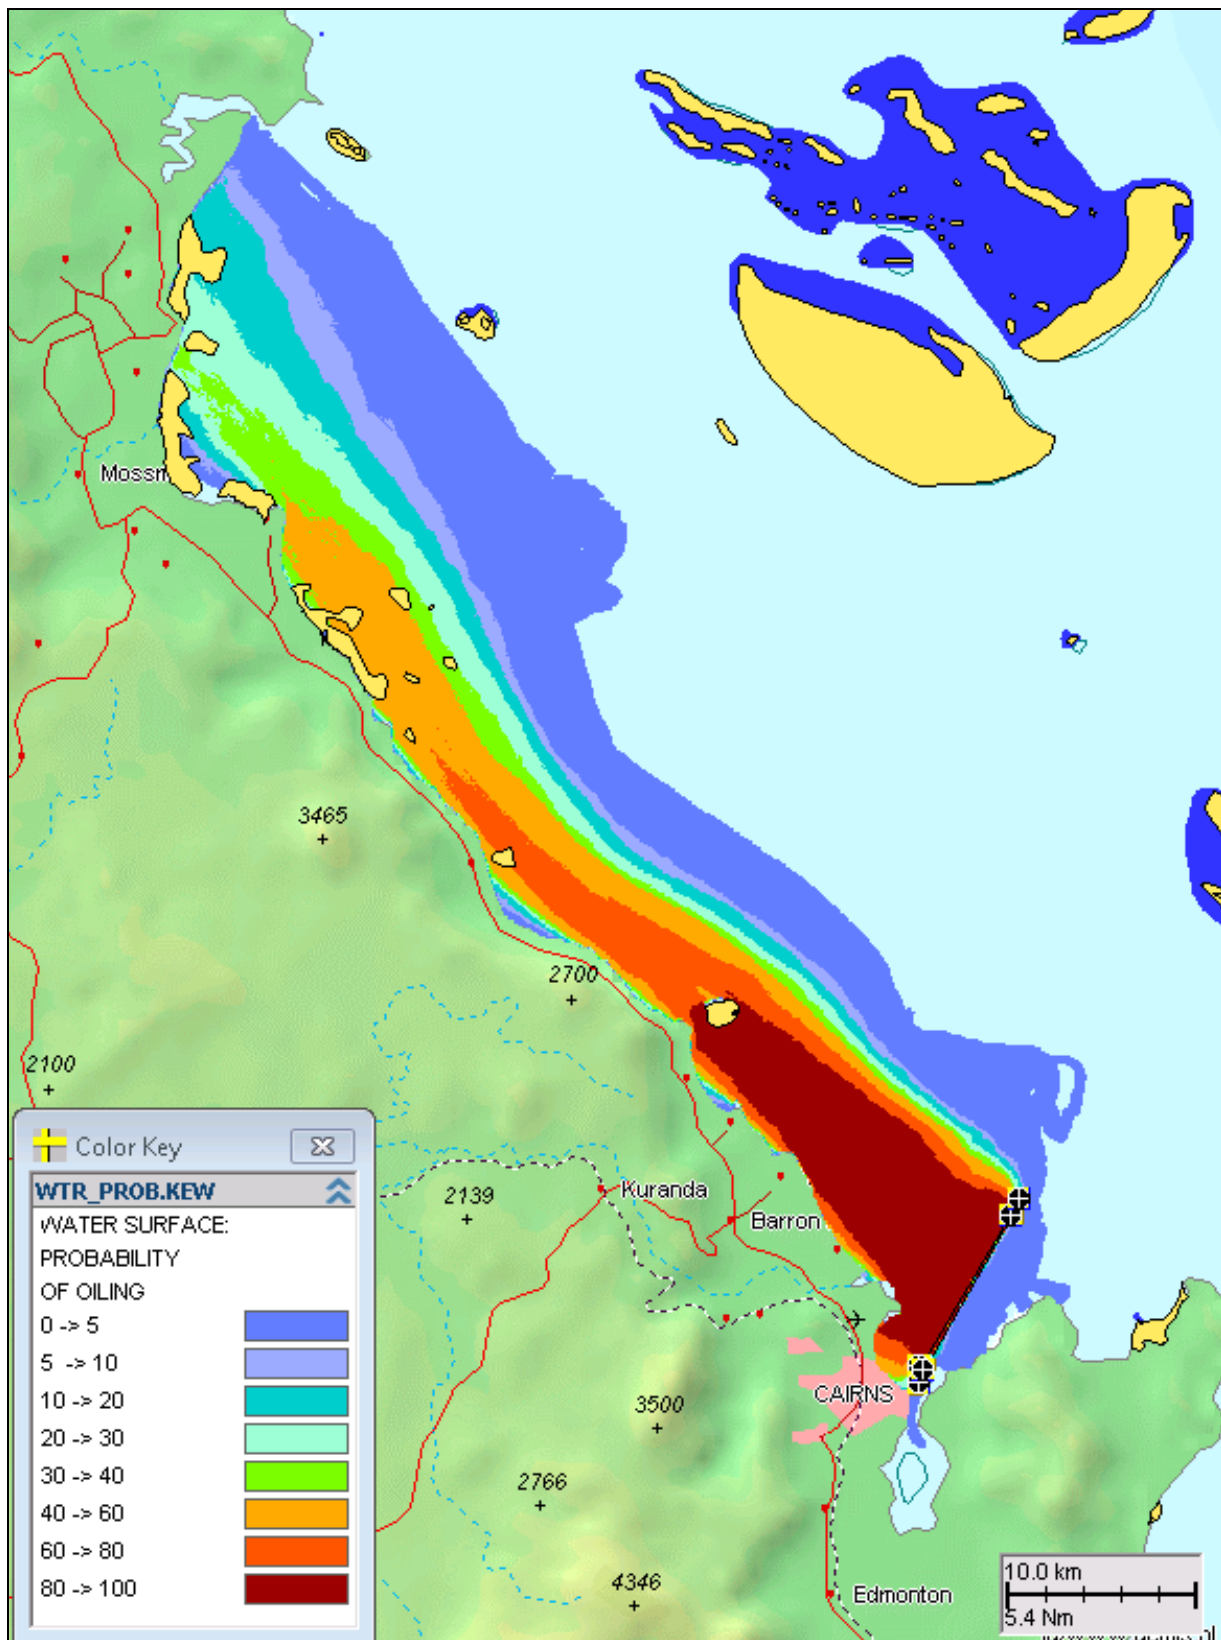 Mossm
3465
2700
2100
2139
Kuranda
Barron
CAIRNS
3500
2766
4346
Edmonton
Color Key
WTR_PROB.KEW
WATER SURFACE:
PROBABILITY
OF OILING
0 -> 5
5 -> 10
10 -> 20
20 -> 30
30 -> 40
40 -> 60
60 -> 80
80 -> 100
10.0 km
5.4 Nm